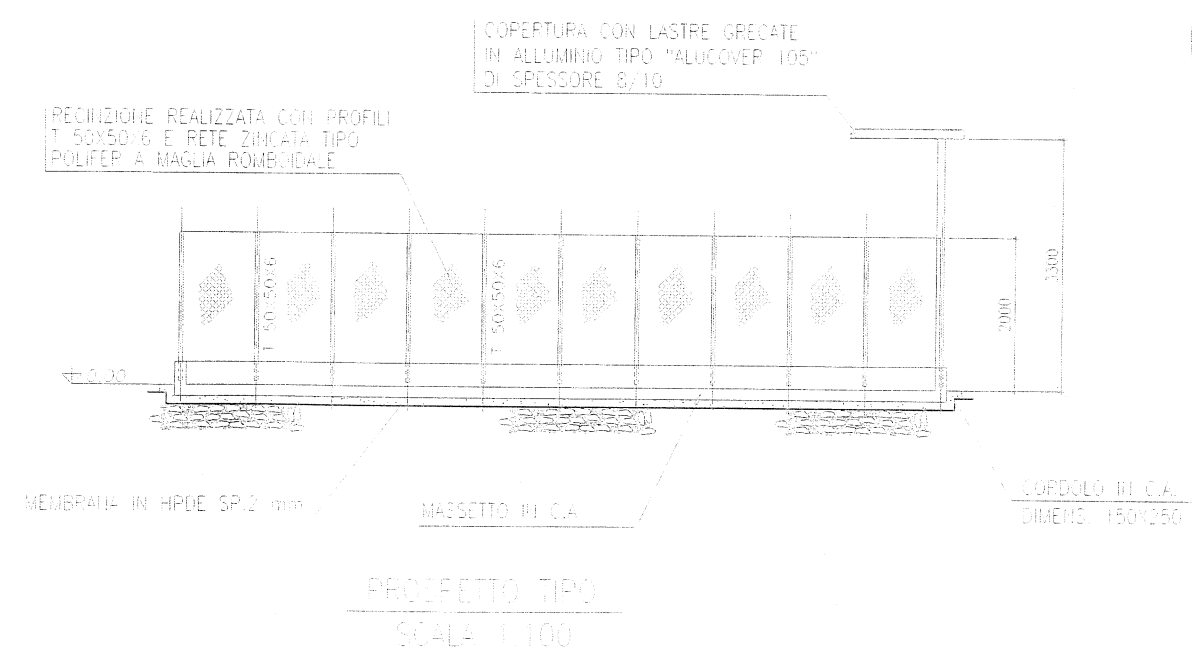 COPERTURA CON LASTRE GRECATE
IN ALLUMINIO TIPO "ALUCOVER 105"
DI SPESSORE 8/10
RECINZIONE REALIZZATA CON PROFILI
T 50X50X6 E RETE ZINCATA TIPO
POLIFER A MAGLIA ROMBOIDALE
T 50X50X6
T 50X50X6
2000
3300
0.00
MEMBRANA IN HPDE SP.2 mm
MASSETTO IN C.A.
CORDOLO IN C.A.
DIMENS. 150X250
PROSPETTO TIPO
SCALA 1:100